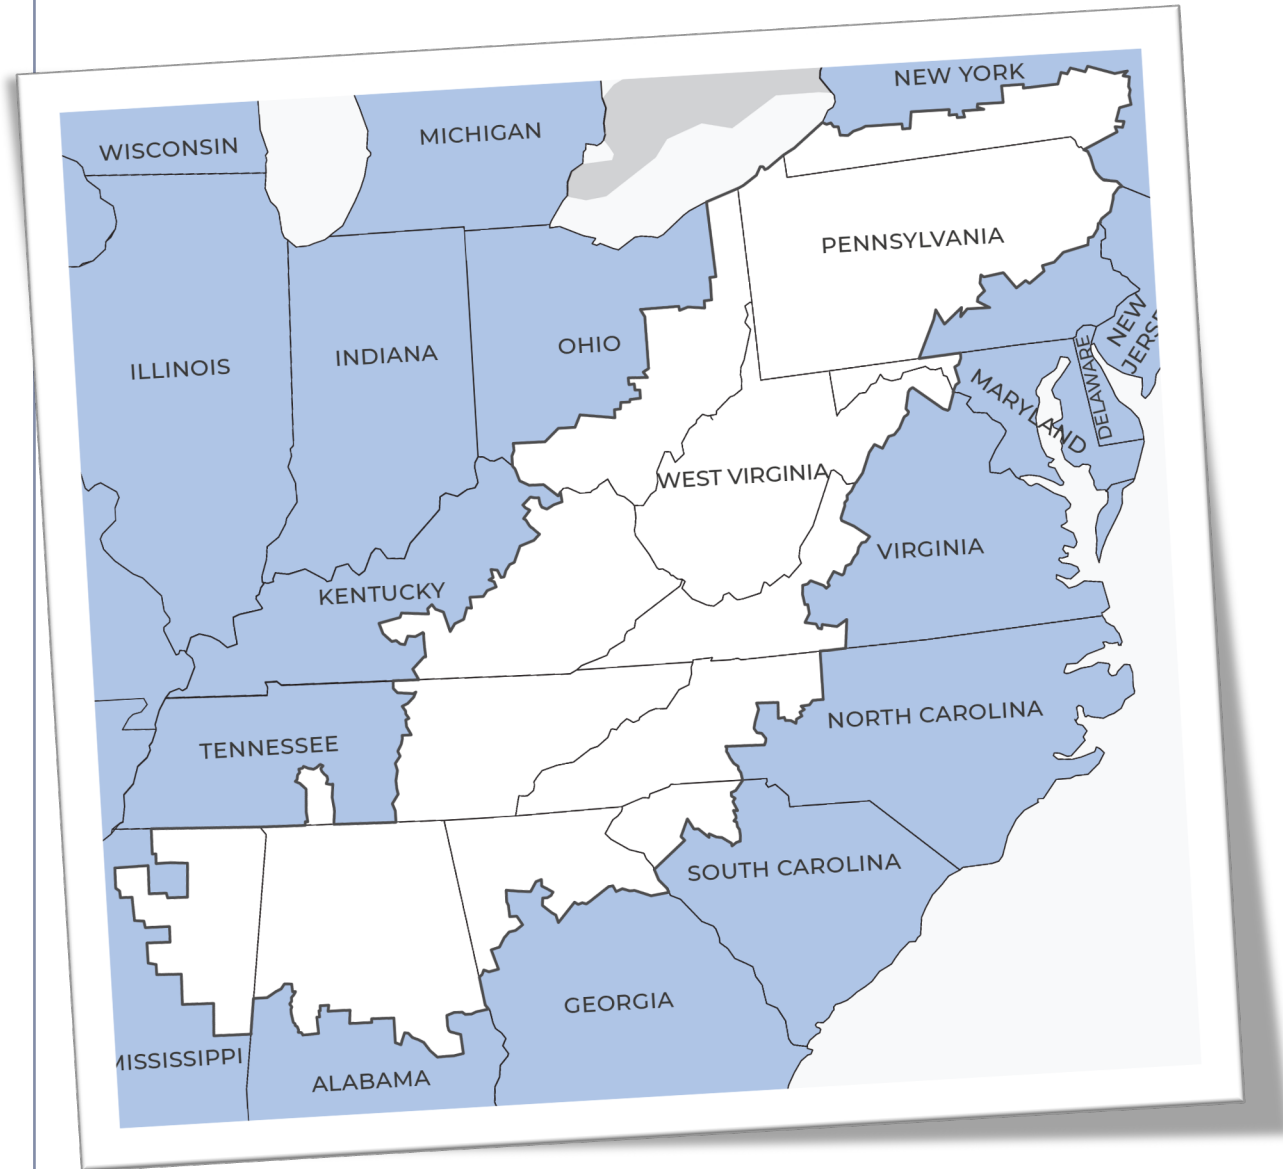 NEW YORK
WISCONSIN
MICHIGAN
PENNSYLVANIA
NEW
JERS
OHIO
INDIANA
ILLINOIS
DELAWARE
MARYLAND
WEST VIRGINIA
VIRGINIA
KENTUCKY
NORTH CAROLINA
TENNESSEE
SOUTH CAROLINA
GEORGIA
MISSISSIPPI
ALABAMA